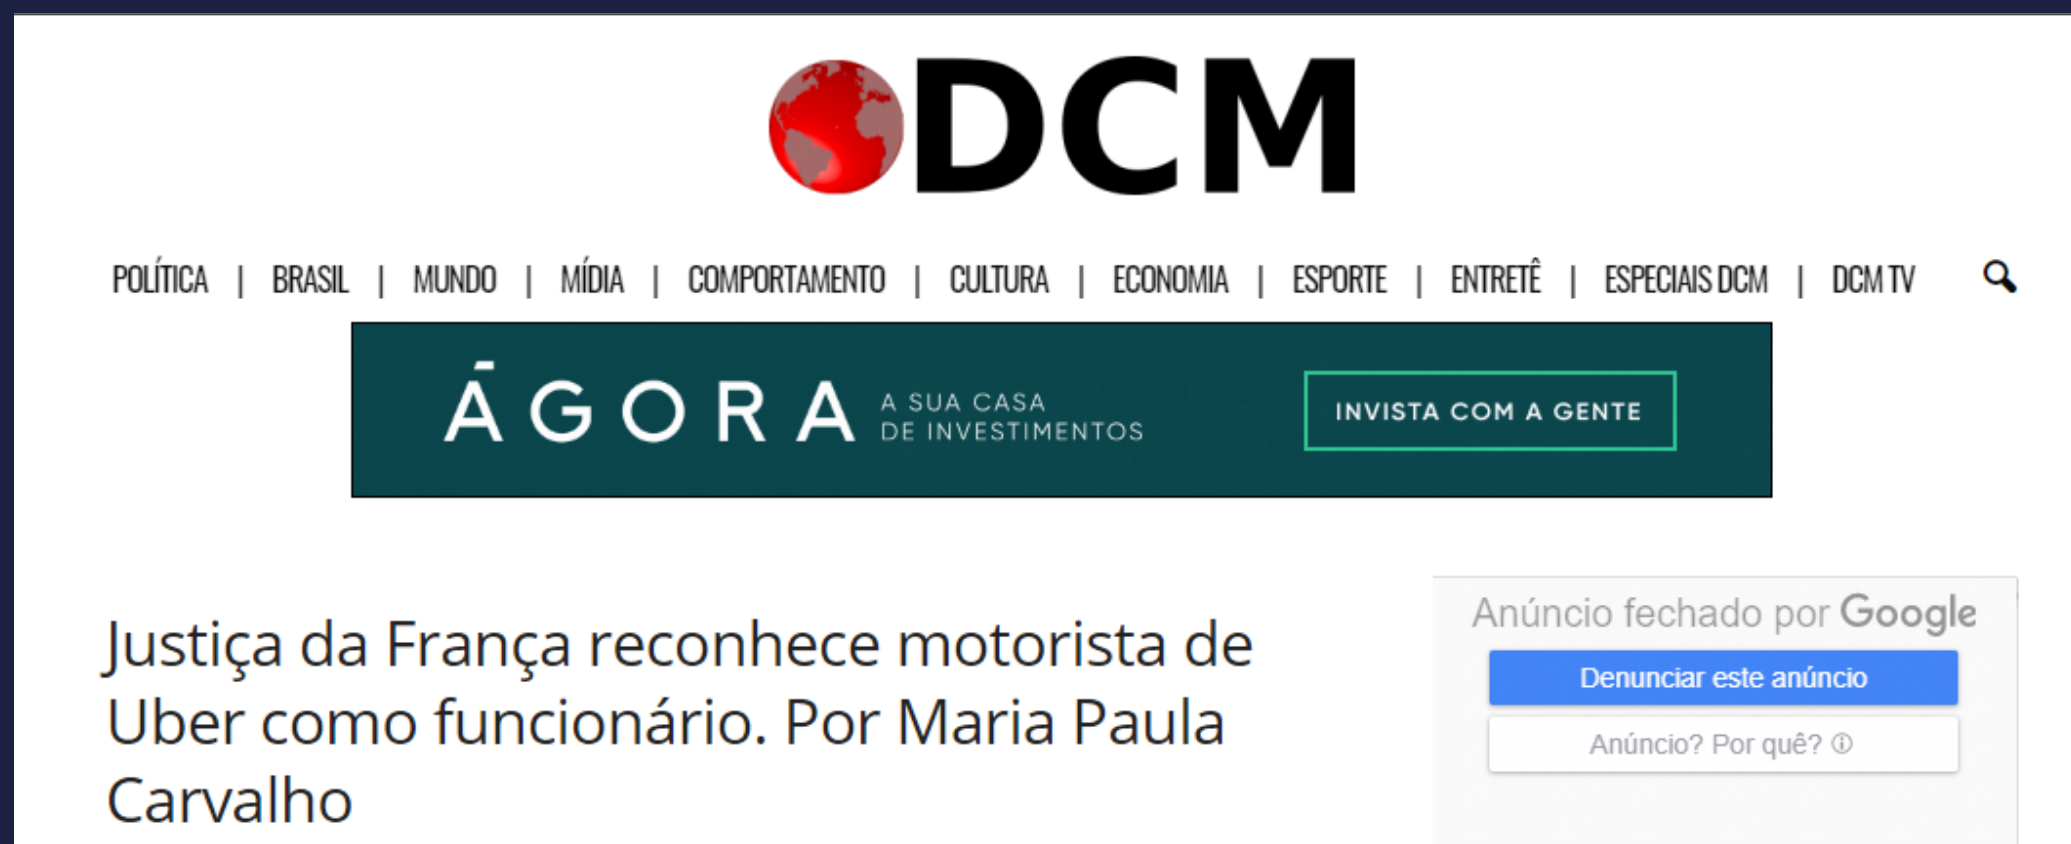 DCM
POLÍTICA | BRASIL | MUNDO | MÍDIA | COMPORTAMENTO | CULTURA | ECONOMIA | ESPORTE | ENTRETÊ | ESPECIAIS DCM | DCM TV
ÁGORA A SUA CASA
DE INVESTIMENTOS
INVISTA COM A GENTE
Justiça da França reconhece motorista de
Uber como funcionário. Por Maria Paula
Carvalho
Anúncio fechado por Google
Denunciar este anúncio
Anúncio? Por quê? ⓘ